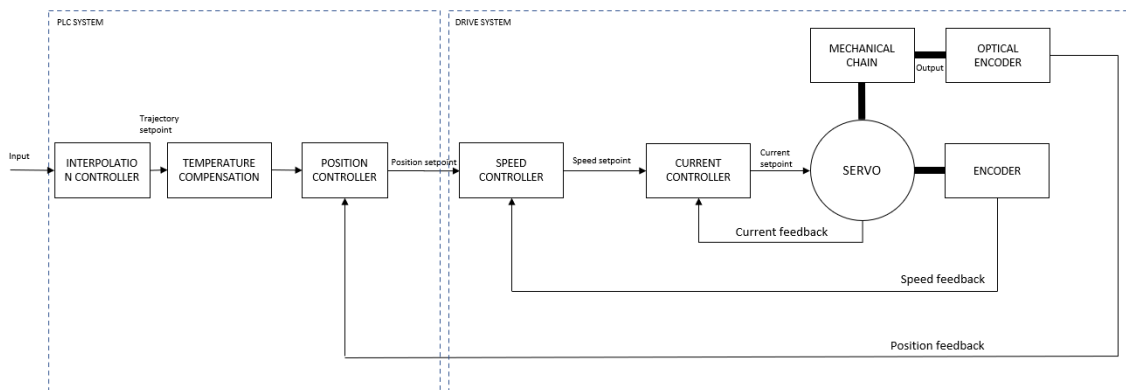 PLC SYSTEM
DRIVE SYSTEM
MECHANICAL
CHAIN
Output
OPTICAL
ENCODER
Input
INTERPOLATIO
N CONTROLLER
Trajectory
setpoint
TEMPERATURE
COMPENSATION
POSITION
CONTROLLER
Position setpoint
SPEED
CONTROLLER
Speed setpoint
CURRENT
CONTROLLER
Current
setpoint
SERVO
ENCODER
Current feedback
Speed feedback
Position feedback